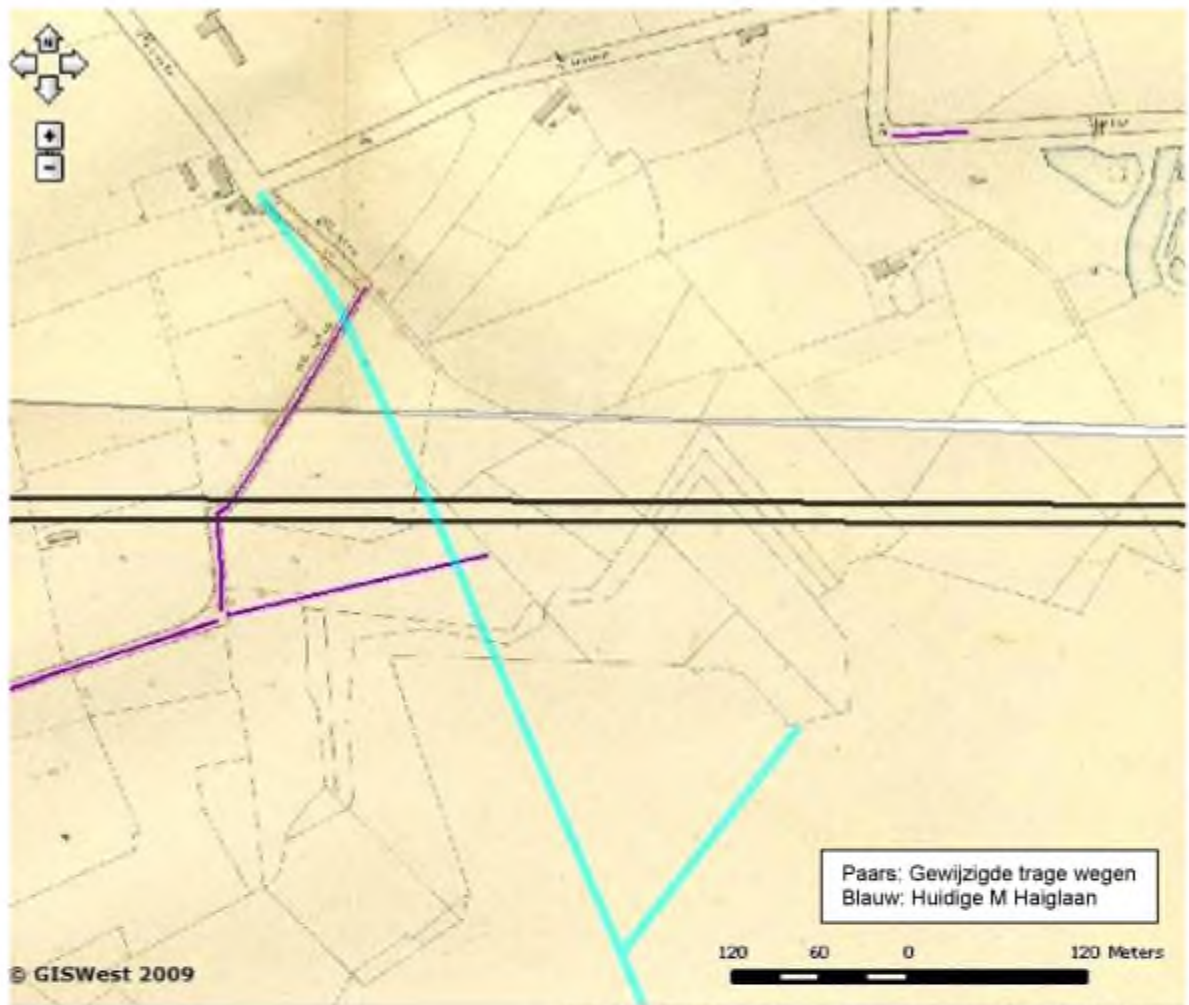 N
+
−
Paars: Gewijzigde trage wegen
Blauw: Huidige M Haiglaan
120 60 0 120 Meters
© GISWest 2009